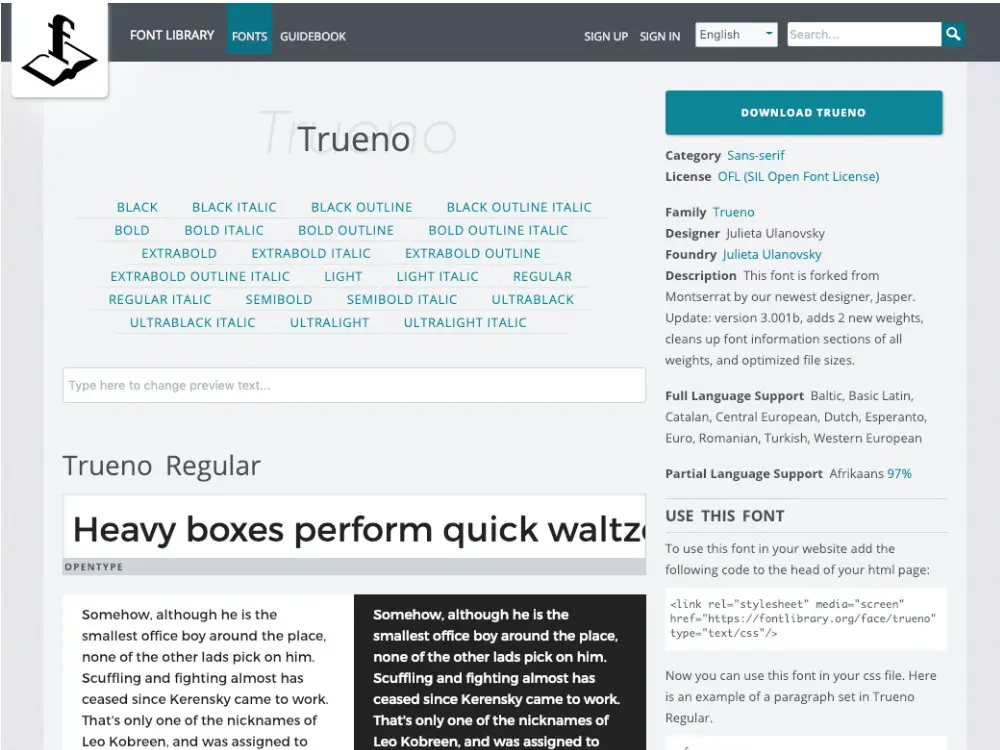 FONT LIBRARY FONTS GUIDEBOOK SIGN UP SIGN IN English Search...
Trueno
Trueno
BLACK BLACK ITALIC BLACK OUTLINE BLACK OUTLINE ITALIC
BOLD BOLD ITALIC BOLD OUTLINE BOLD OUTLINE ITALIC
EXTRABOLD EXTRABOLD ITALIC EXTRABOLD OUTLINE
EXTRABOLD OUTLINE ITALIC LIGHT LIGHT ITALIC REGULAR
REGULAR ITALIC SEMIBOLD SEMIBOLD ITALIC ULTRABLACK
ULTRABLACK ITALIC ULTRALIGHT ULTRALIGHT ITALIC
Type here to change preview text...
Trueno Regular
Heavy boxes perform quick waltze
OPENTYPE
Somehow, although he is the
smallest office boy around the place,
none of the other lads pick on him.
Scuffling and fighting almost has
ceased since Kerensky came to work.
That's only one of the nicknames of
Leo Kobreen, and was assigned to
Somehow, although he is the
smallest office boy around the place,
none of the other lads pick on him.
Scuffling and fighting almost has
ceased since Kerensky came to work.
That's only one of the nicknames of
Leo Kobreen, and was assigned to
DOWNLOAD TRUENO
Category Sans-serif
License OFL (SIL Open Font License)
Family Trueno
Designer Julieta Ulanovsky
Foundry Julieta Ulanovsky
Description This font is forked from
Montserrat by our newest designer, Jasper.
Update: version 3.001b, adds 2 new weights,
cleans up font information sections of all
weights, and optimized file sizes.
Full Language Support Baltic, Basic Latin,
Catalan, Central European, Dutch, Esperanto,
Euro, Romanian, Turkish, Western European
Partial Language Support Afrikaans 97%
USE THIS FONT
To use this font in your website add the
following code to the head of your html page:
<link rel="stylesheet" media="screen"
href="https://fontlibrary.org/face/trueno"
type="text/css"/>
Now you can use this font in your css file. Here
is an example of a paragraph set in Trueno
Regular.